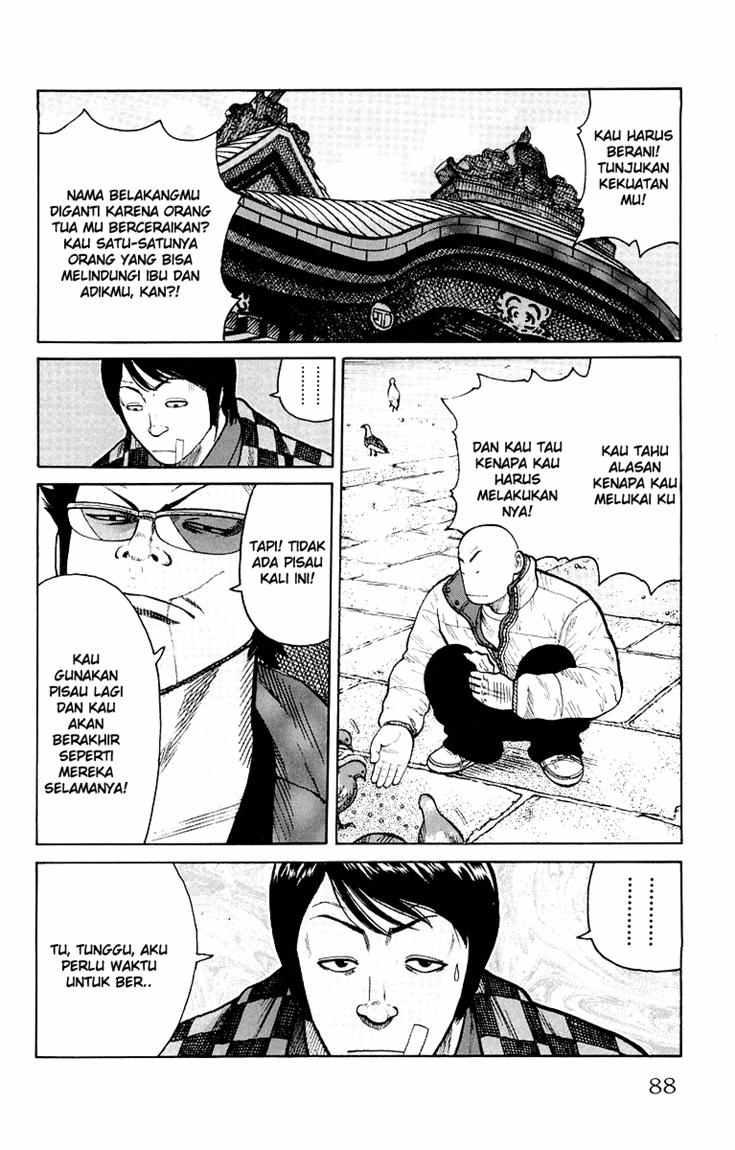 KAU HARUS
BERANI!
TUNJUKAN
KEKUATAN
MU!
NAMA BELAKANGMU
DIGANTI KARENA ORANG
TUA MU BERCERAIKAN?
KAU SATU-SATUNYA
ORANG YANG BISA
MELINDUNGI IBU DAN
ADIKMU, KAN?!
KAU TAHU
ALASAN
KENAPA KAU
MELUKAI KU
DAN KAU TAU
KENAPA KAU
HARUS
MELAKUKAN
NYA!
TAPI! TIDAK
ADA PISAU
KALI INI!
KAU
GUNAKAN
PISAU LAGI
DAN KAU
AKAN
BERAKHIR
SEPERTI
MEREKA
SELAMANYA!
TU, TUNGGU, AKU
PERLU WAKTU
UNTUK BER..
88